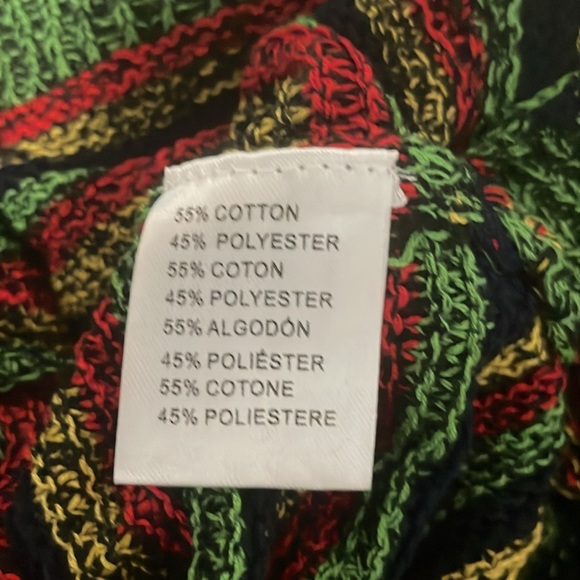 55% COTTON
45% POLYESTER
55% COTON
45% POLYESTER
55% ALGODÓN
45% POLIÉSTER
55% COTONE
45% POLIESTERE